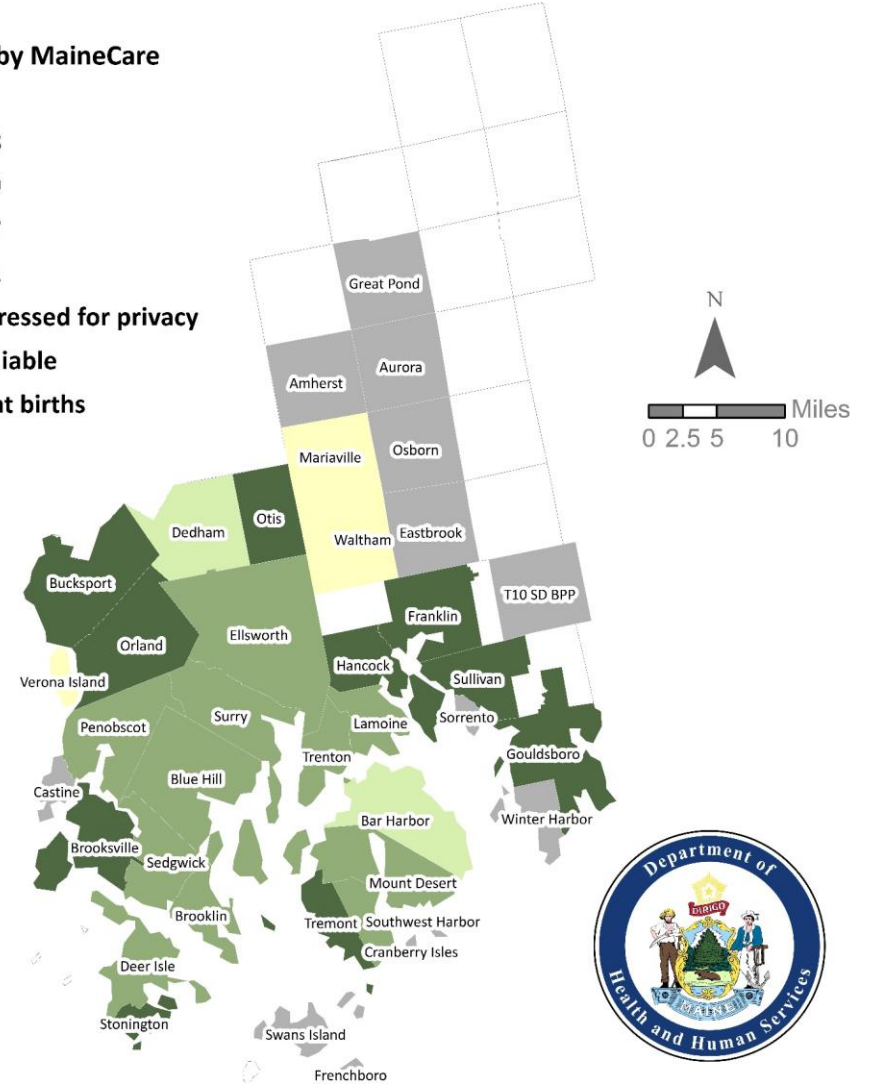 by MaineCare
ressed for privacy
iable
nt births
N
Miles
0 2.5 5 10
Great Pond
Aurora
Amherst
Osborn
Mariaville
Waltham
Eastbrook
Otis
Dedham
Bucksport
T10 SD BPP
Franklin
Orland
Ellsworth
Hancock
Sullivan
Verona Island
Sorrento
Surry
Lamoine
Penobscot
Trenton
Gouldsboro
Blue Hill
Castine
Winter Harbor
Bar Harbor
Brooksville
Sedgwick
Mount Desert
Brooklin
Tremont
Southwest Harbor
Cranberry Isles
Deer Isle
Stonington
Swans Island
Frenchboro
Department of
Health and Human Services
DIRIGO
MAINE